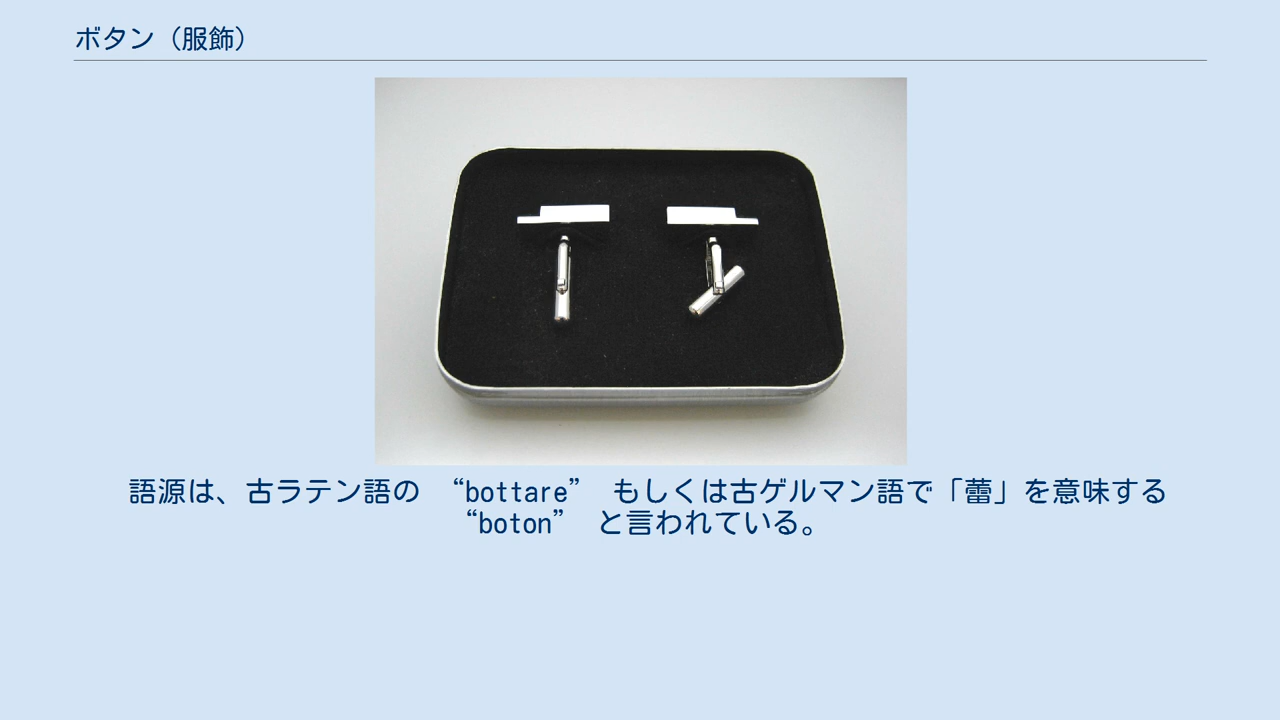 ボタン（服飾）
語源は、古ラテン語の “bottare” もしくは古ゲルマン語で「蕾」を意味する
“boton” と言われている。